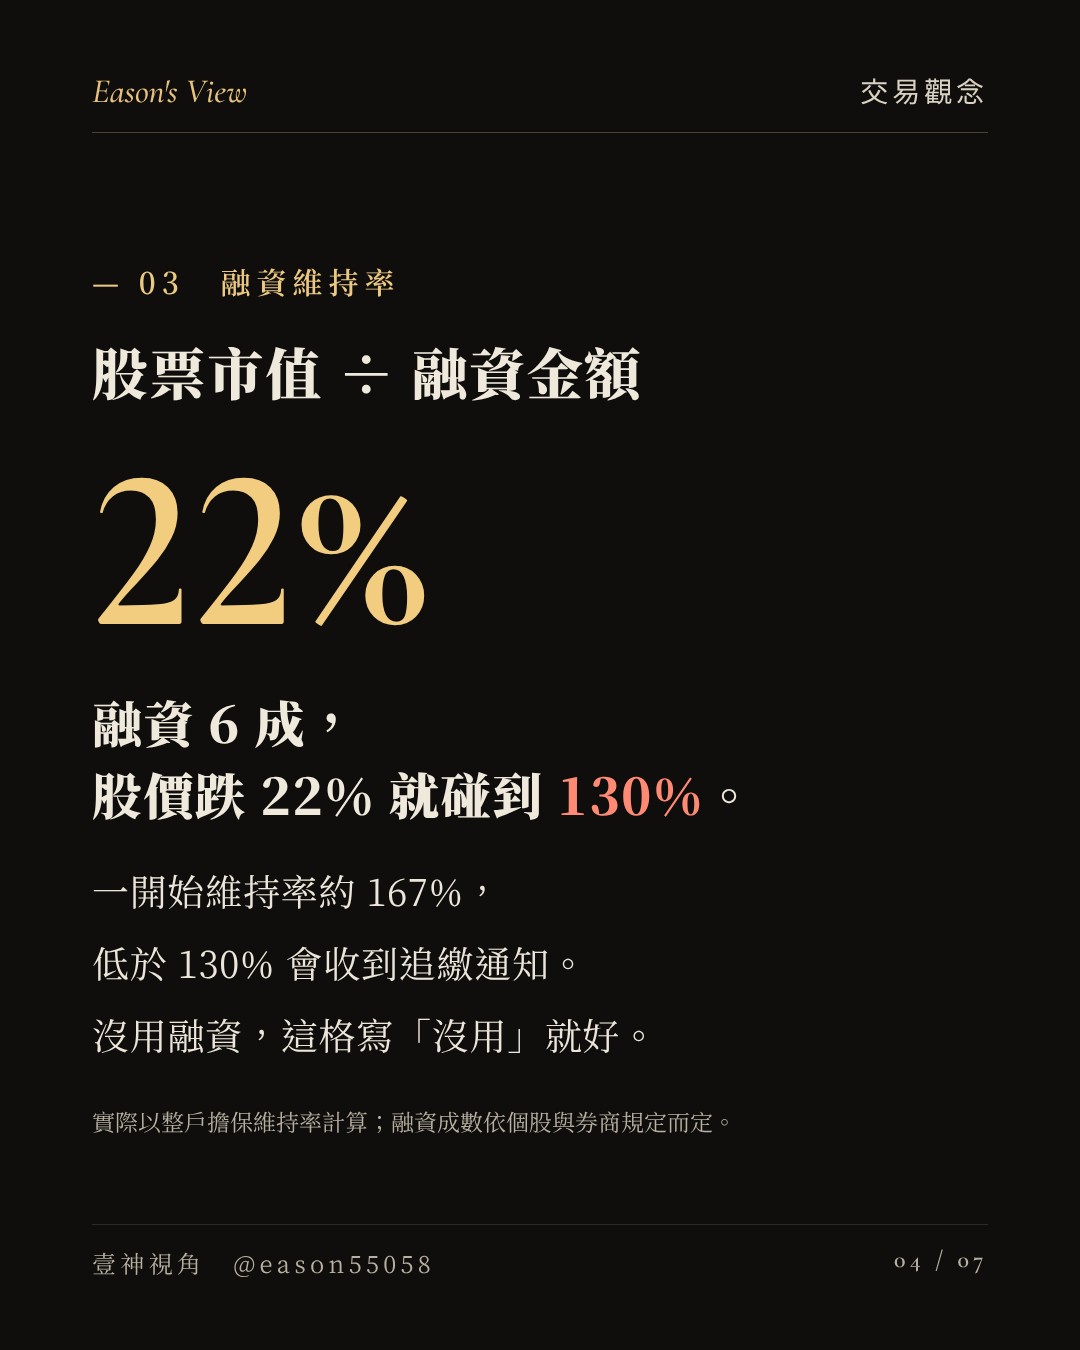 Eason's View
交易觀念
— 03 融資維持率
股票市值 ÷ 融資金額
22%
融資 6 成，
股價跌 22% 就碰到 130%。
一開始維持率約 167%，
低於 130% 會收到追繳通知。
沒用融資，這格寫「沒用」就好。
實際以整戶擔保維持率計算；融資成數依個股與券商規定而定。
壹神視角 @eason55058
04 / 07